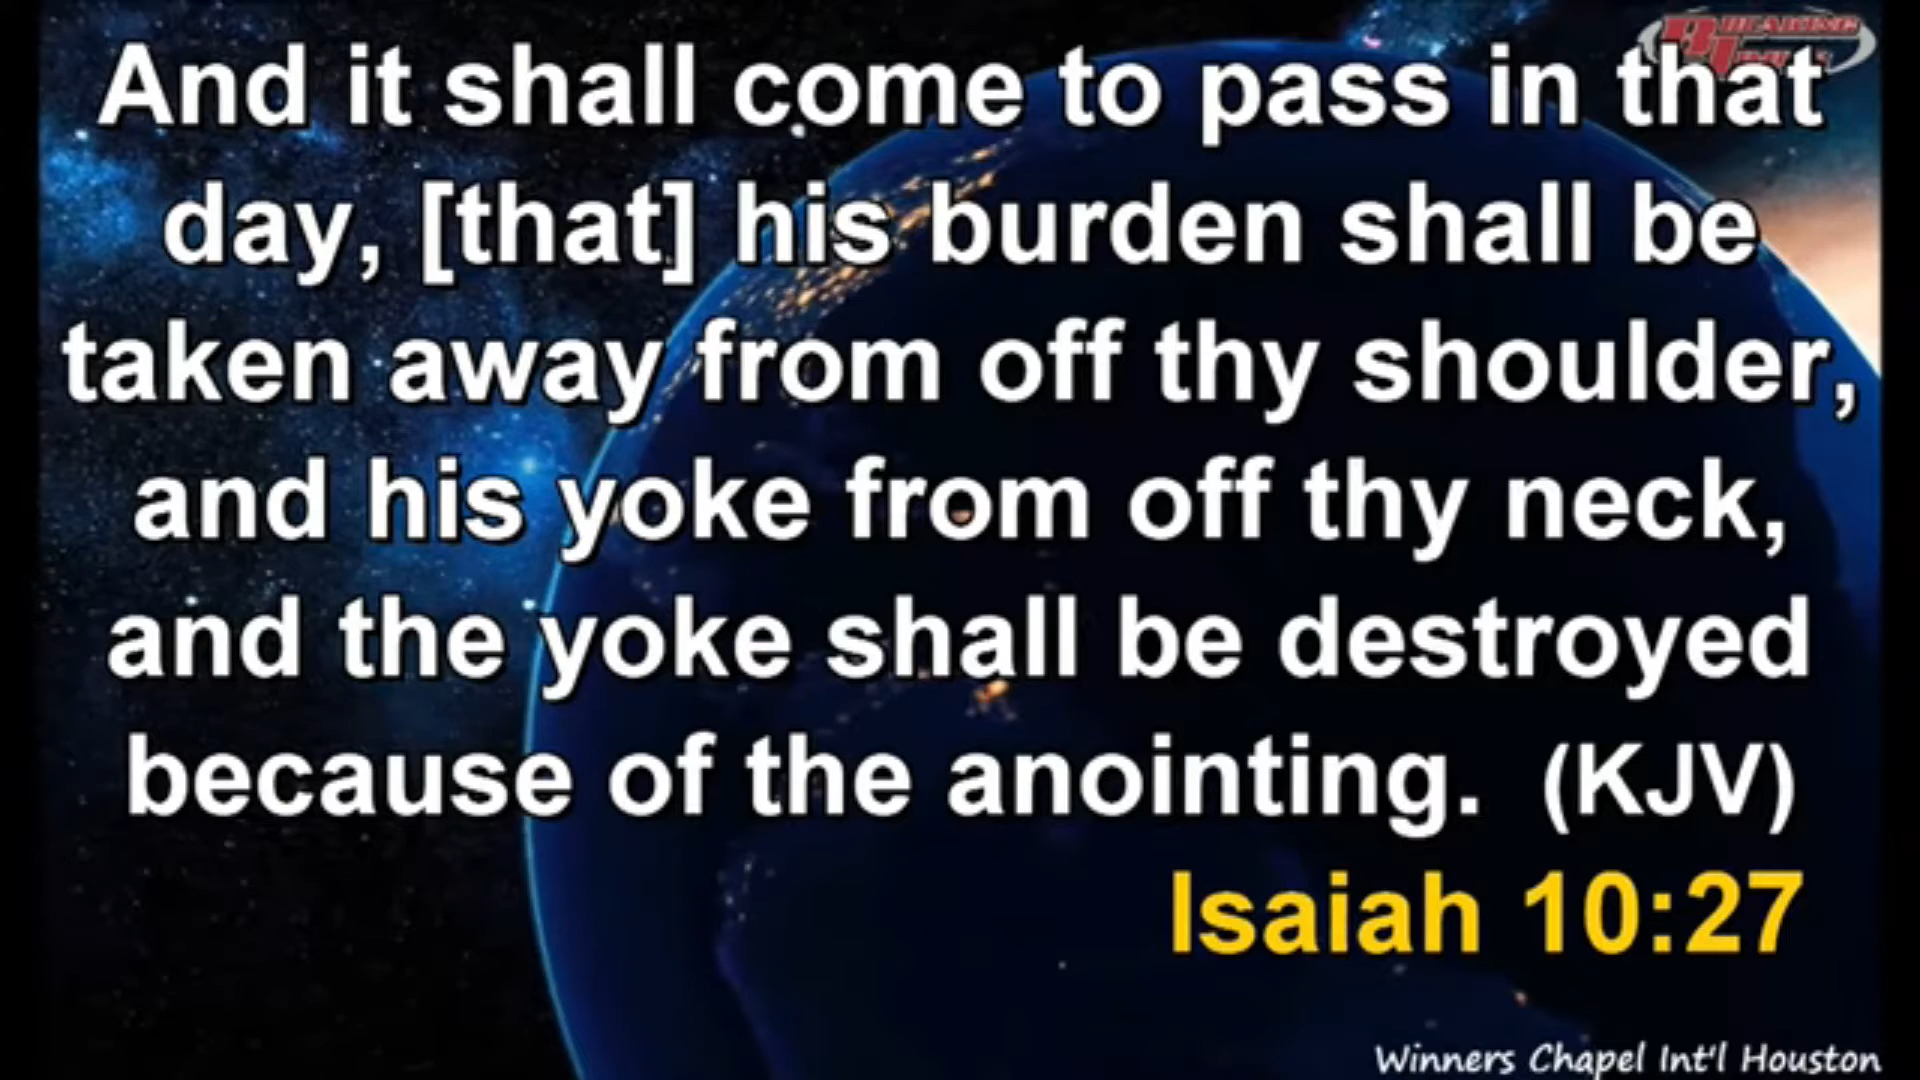 And it shall come to pass in that
day, [that] his burden shall be
taken away from off thy shoulder,
and his yoke from off thy neck,
and the yoke shall be destroyed
because of the anointing. (KJV)
Isaiah 10:27
Winners Chapel Int'l Houston